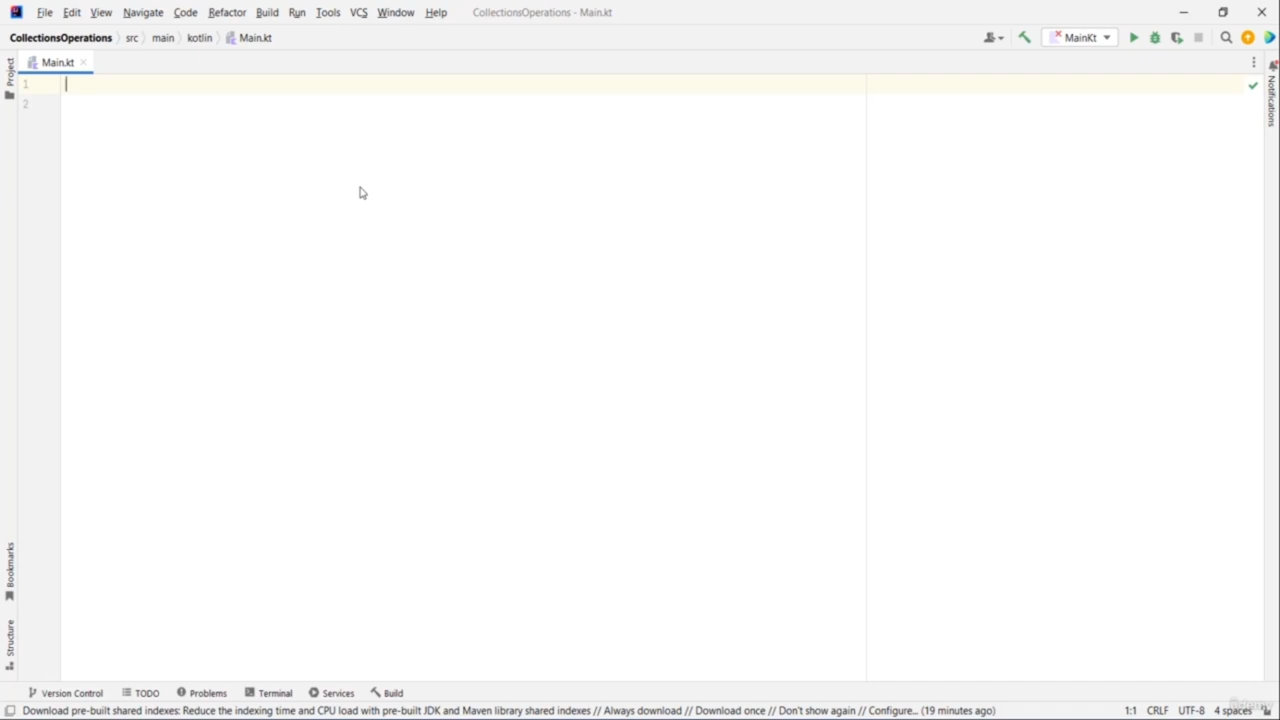 File Edit View Navigate Code Refactor Build Run Tools VCS Window Help CollectionsOperations - Main.kt
CollectionsOperations src main kotlin Main.kt MainKt
Project
Main.kt
1
2
Notifications
Bookmarks
Structure
Version Control TODO Problems Terminal Services Build
Download pre-built shared indexes: Reduce the indexing time and CPU load with pre-built JDK and Maven library shared indexes // Always download // Download once // Don't show again // Configure... (19 minutes ago) 1:1 CRLF UTF-8 4 spaces